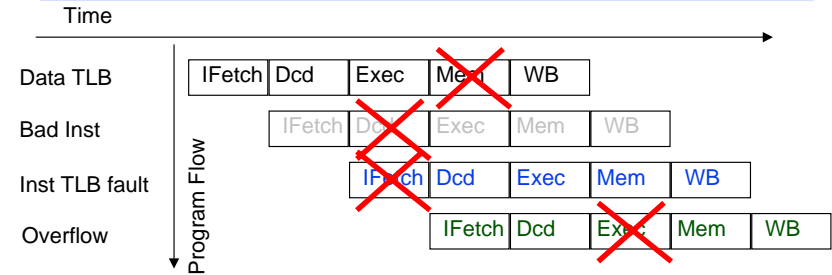 Time
Data TLB IFetch Dcd Exec Mem WB
Bad Inst IFetch Dcd Exec Mem WB
Inst TLB fault IFetch Dcd Exec Mem WB
Overflow IFetch Dcd Exec Mem WB
Program Flow